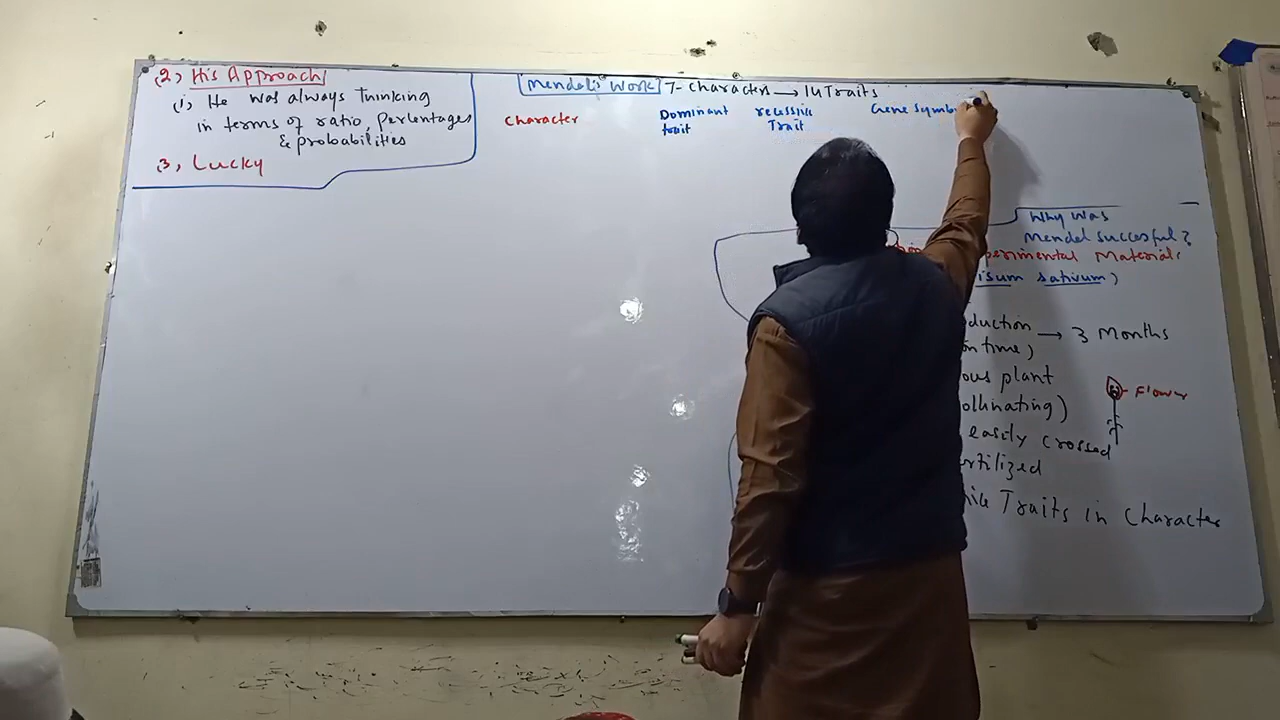 (2) His Approach
(i) He was always Thinking
in terms of ratio, Percentages
& probabilities
3, Lucky
Mendel's Work 7- Characters → 14 Traits
Character
Dominant trait
recessive Trait
Gene Symb
Why was
Mendel Successful?
perimental Material
isum sativum)
duction → 3 Months
on time)
ous plant
ollinating)
Flower
easily crossed
rtilized
Traits in Character